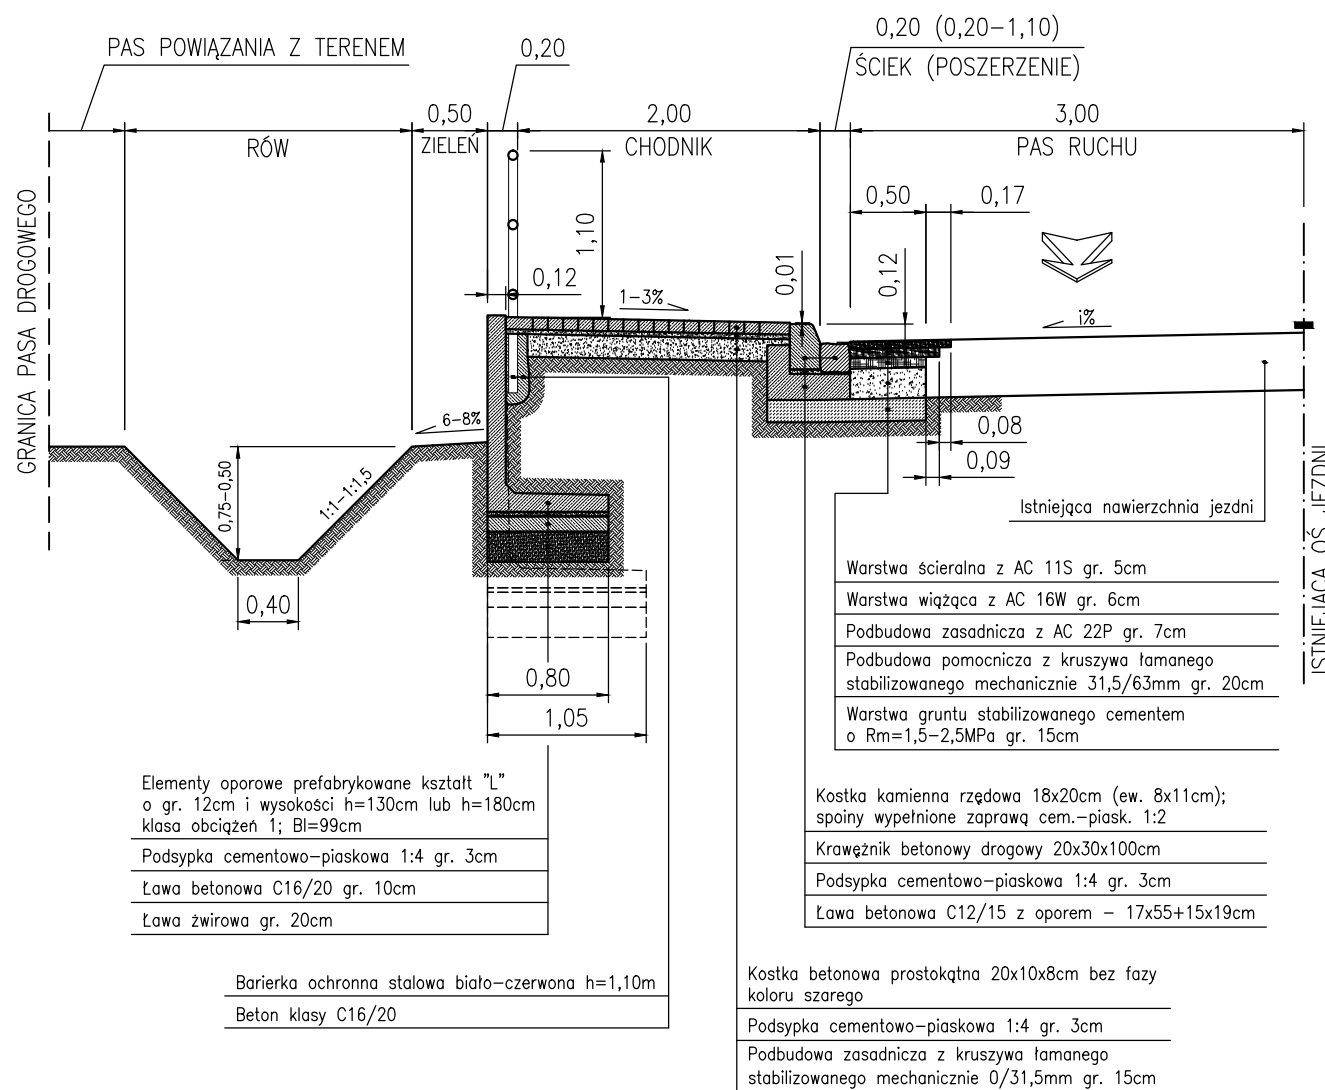 PAS POWIĄZANIA Z TERENEM
0,20
0,20 (0,20-1,10)
ŚCIEK (POSZERZENIE)
0,50
2,00
3,00
RÓW
ZIELEŃ
CHODNIK
PAS RUCHU
GRANICA PASA DROGOWEGO
0,50
0,17
1,10
0,12
0,01
0,12
1-3%
i%
6-8%
0,75-0,50
1:1-1:1,5
0,08
0,09
0,40
Istniejąca nawierzchnia jezdni
ISTNIEJĄCA OŚ JEZDNI
0,80
1,05
Warstwa ścieralna z AC 11S gr. 5cm
Warstwa wiążąca z AC 16W gr. 6cm
Podbudowa zasadnicza z AC 22P gr. 7cm
Podbudowa pomocnicza z kruszywa łamanego
stabilizowanego mechanicznie 31,5/63mm gr. 20cm
Warstwa gruntu stabilizowanego cementem
o Rm=1,5-2,5MPa gr. 15cm
Elementy oporowe prefabrykowane kształt "L"
o gr. 12cm i wysokości h=130cm lub h=180cm
klasa obciążeń 1; Bl=99cm
Podsypka cementowo-piaskowa 1:4 gr. 3cm
Ława betonowa C16/20 gr. 10cm
Ława żwirowa gr. 20cm
Kostka kamienna rzędowa 18x20cm (ew. 8x11cm);
spoiny wypełnione zaprawą cem.-piask. 1:2
Krawężnik betonowy drogowy 20x30x100cm
Podsypka cementowo-piaskowa 1:4 gr. 3cm
Ława betonowa C12/15 z oporem - 17x55+15x19cm
Barierka ochronna stalowa biało-czerwona h=1,10m
Beton klasy C16/20
Kostka betonowa prostokątna 20x10x8cm bez fazy
koloru szarego
Podsypka cementowo-piaskowa 1:4 gr. 3cm
Podbudowa zasadnicza z kruszywa łamanego
stabilizowanego mechanicznie 0/31,5mm gr. 15cm